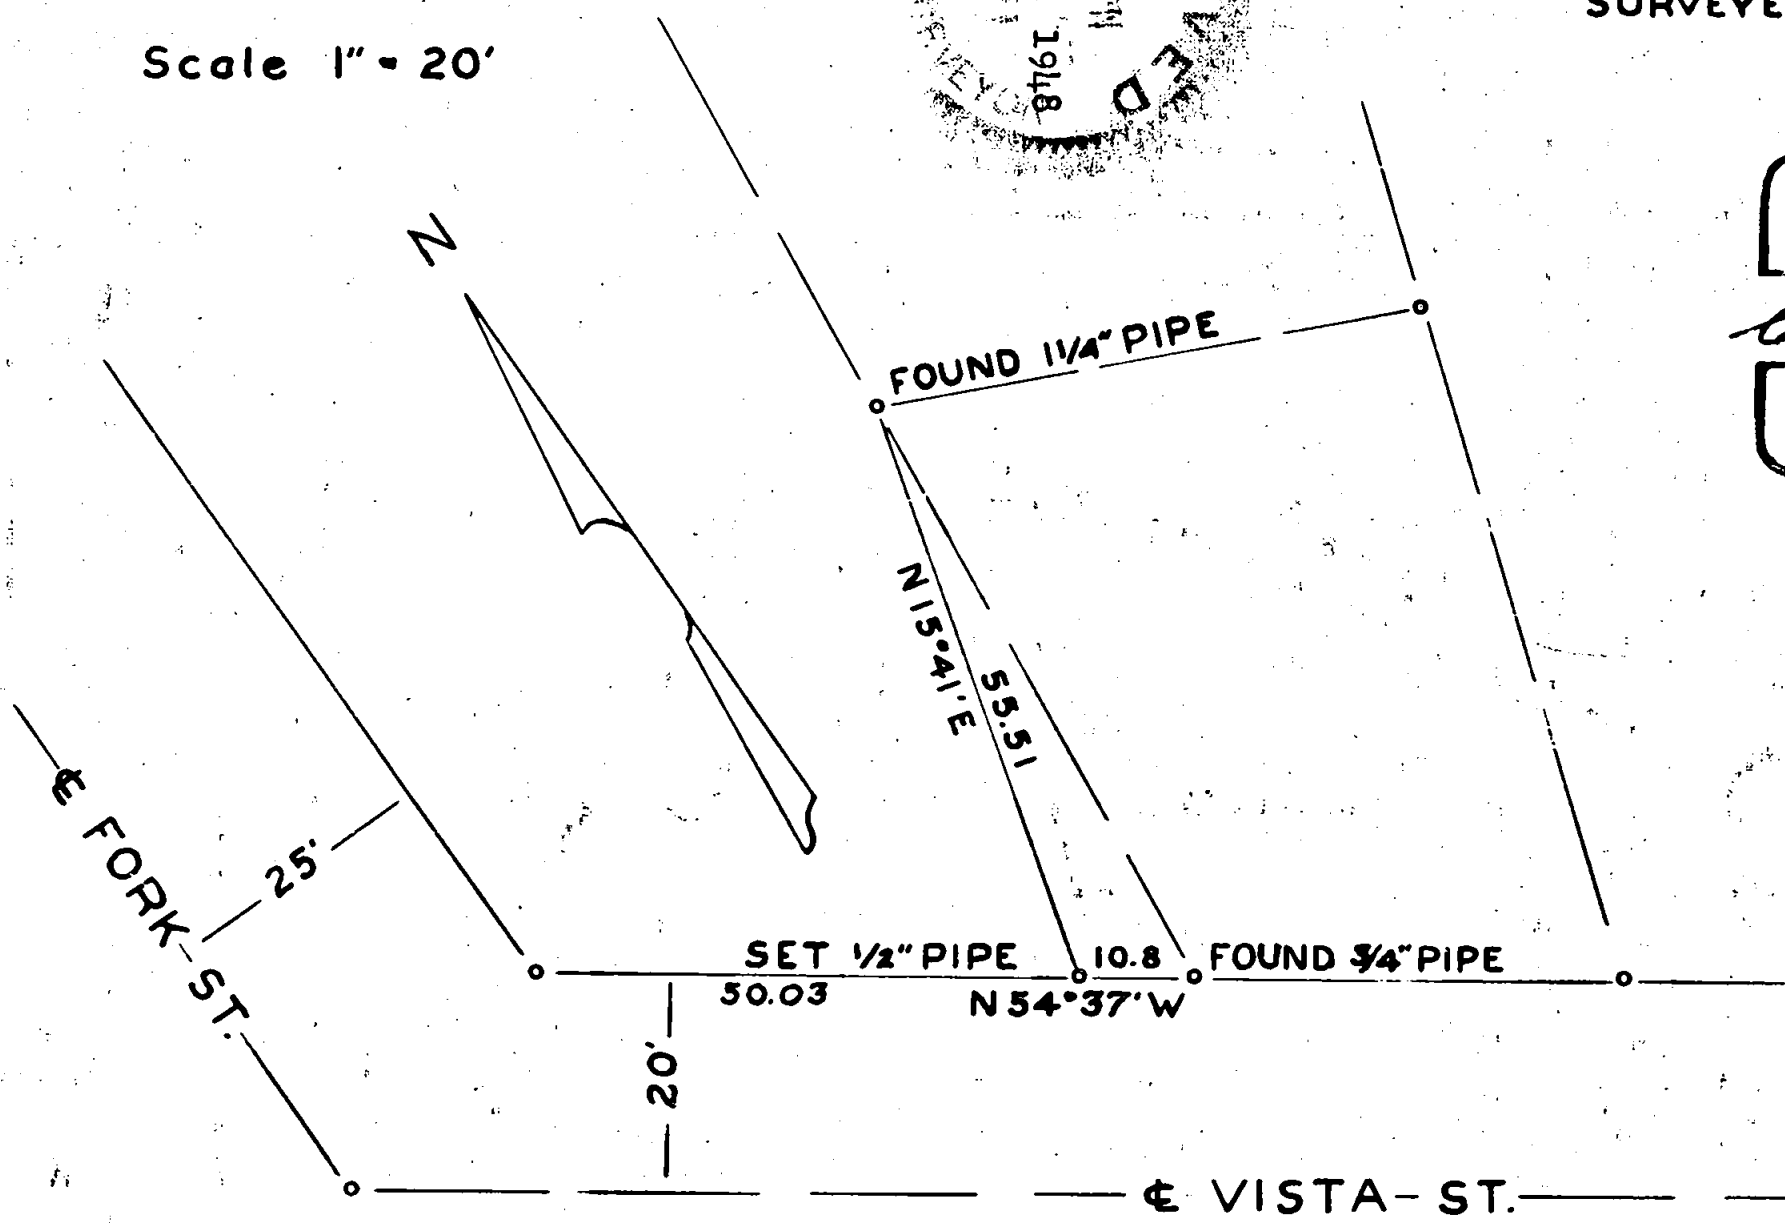 SURVEYE
Scale 1" = 20'
1948
ED
N
FOUND 1 1/4" PIPE
N 15°41' E
55.51
℄ FORK ST.
25'
SET 1/2" PIPE
10.8
FOUND 3/4" PIPE
50.03
N 54°37' W
20'
℄ VISTA ST.